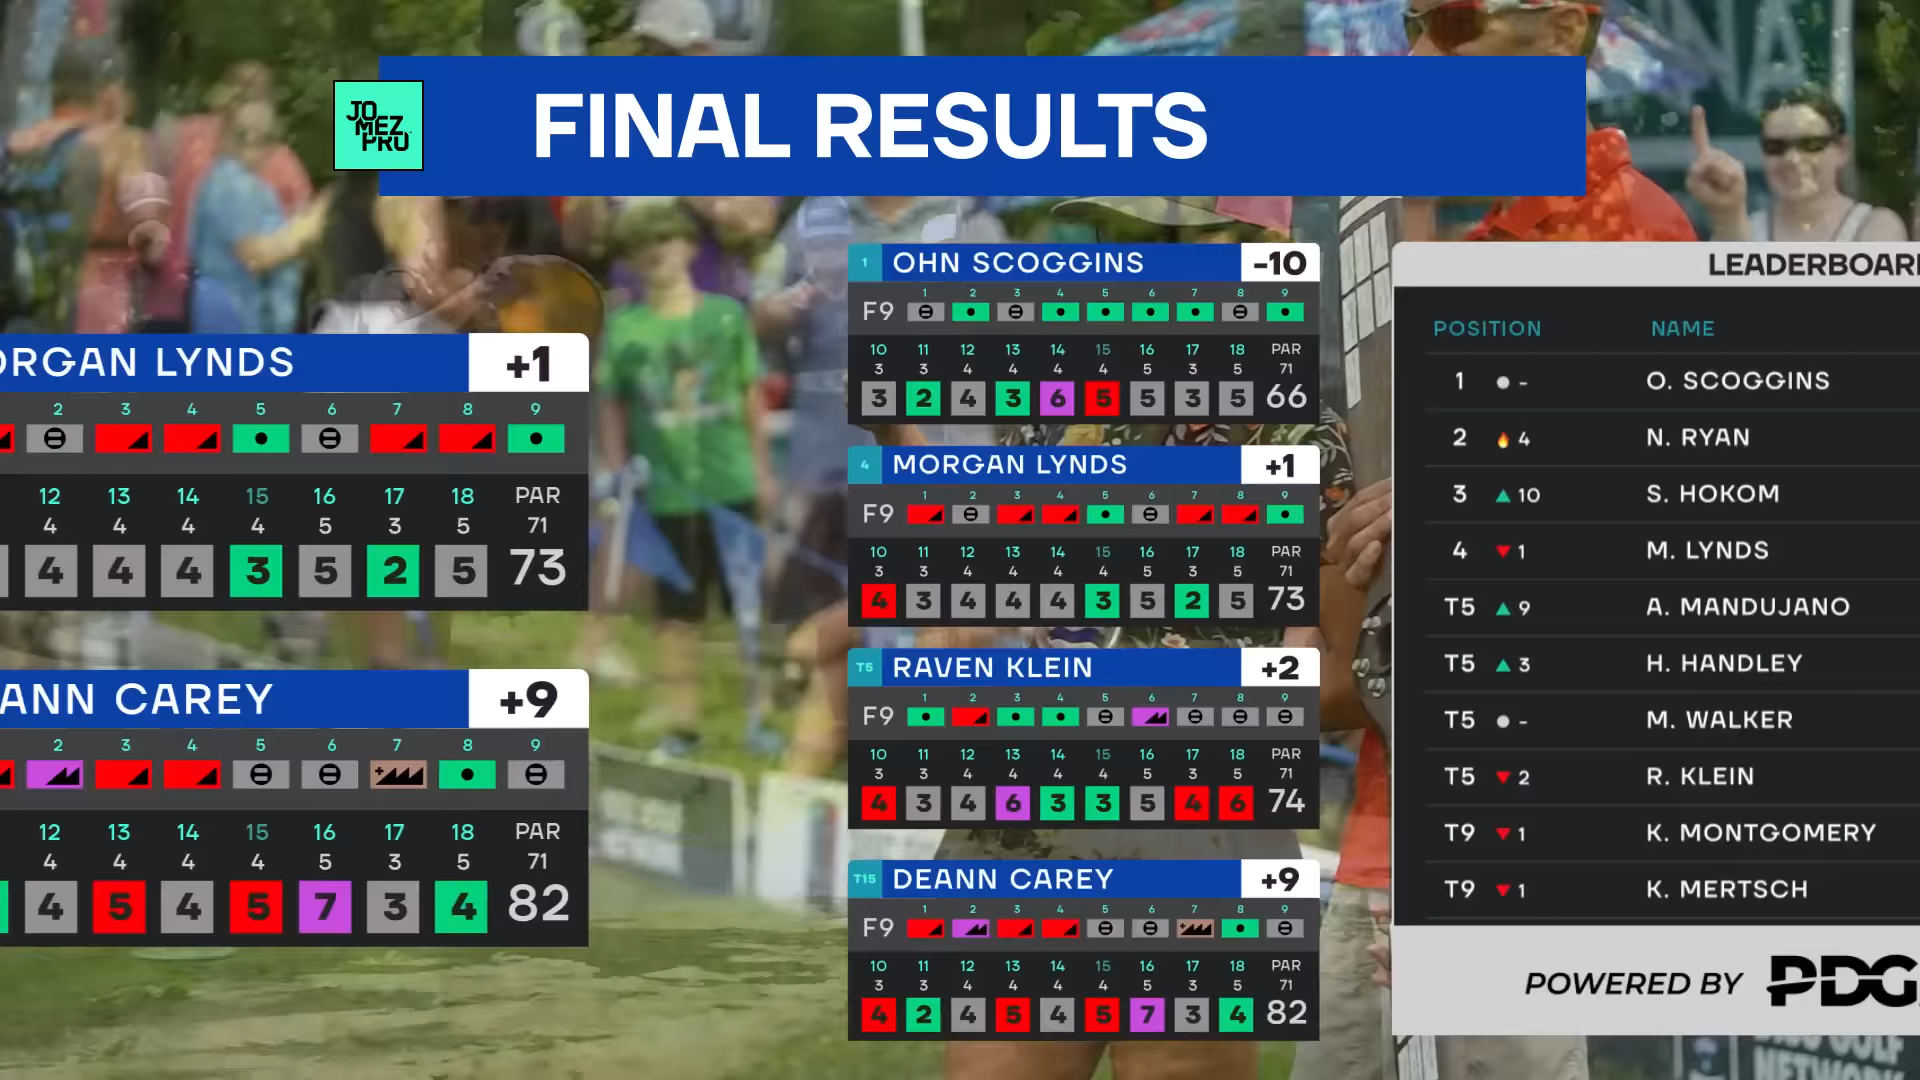 JO
MEZ
PRO
FINAL RESULTS
ORGAN LYNDS +1
2 3 4 5 6 7 8 9
12 13 14 15 16 17 18 PAR
4 4 4 4 5 3 5 71
4 4 4 3 5 2 5 73
ANN CAREY +9
2 3 4 5 6 7 8 9
12 13 14 15 16 17 18 PAR
4 4 4 4 5 3 5 71
4 5 4 5 7 3 4 82
1 OHN SCOGGINS -10
1 2 3 4 5 6 7 8 9
F9
10 11 12 13 14 15 16 17 18 PAR
3 3 4 4 4 4 5 3 5 71
3 2 4 3 6 5 5 3 5 66
4 MORGAN LYNDS +1
1 2 3 4 5 6 7 8 9
F9
10 11 12 13 14 15 16 17 18 PAR
3 3 4 4 4 4 5 3 5 71
4 3 4 4 4 3 5 2 5 73
T5 RAVEN KLEIN +2
1 2 3 4 5 6 7 8 9
F9
10 11 12 13 14 15 16 17 18 PAR
3 3 4 4 4 4 5 3 5 71
4 3 4 6 3 3 5 4 6 74
T15 DEANN CAREY +9
1 2 3 4 5 6 7 8 9
F9
10 11 12 13 14 15 16 17 18 PAR
3 3 4 4 4 4 5 3 5 71
4 2 4 5 4 5 7 3 4 82
LEADERBOAR
POSITION NAME
1 - O. SCOGGINS
2 4 N. RYAN
3 10 S. HOKOM
4 1 M. LYNDS
T5 9 A. MANDUJANO
T5 3 H. HANDLEY
T5 - M. WALKER
T5 2 R. KLEIN
T9 1 K. MONTGOMERY
T9 1 K. MERTSCH
POWERED BY PDG
DISC GOLF
NETWORK